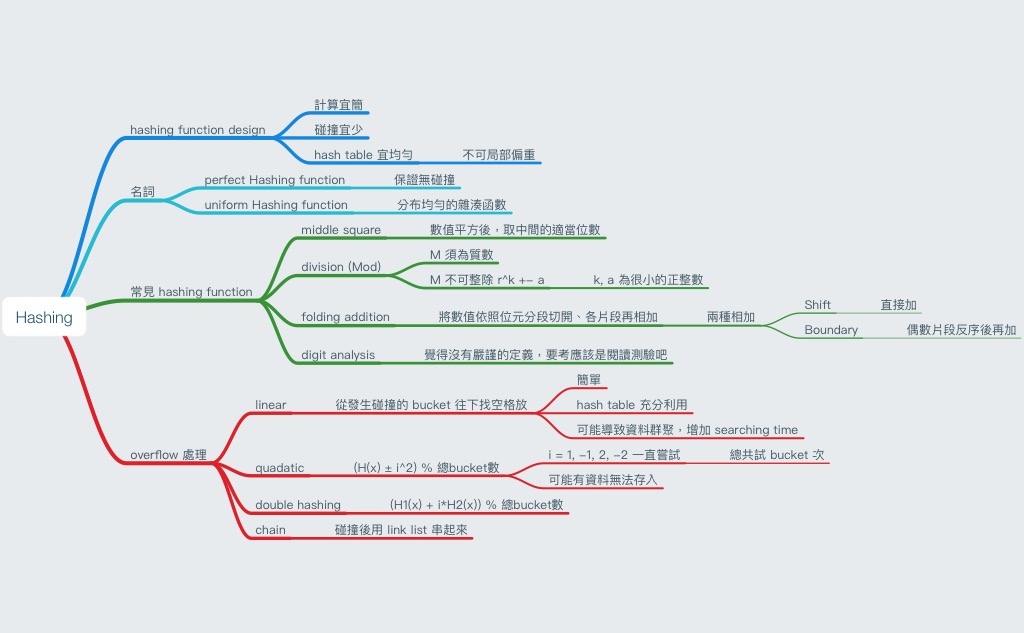 計算宜簡
hashing function design
碰撞宜少
hash table 宜均勻
不可局部偏重
名詞
perfect Hashing function
保證無碰撞
uniform Hashing function
分布均勻的雜湊函數
middle square
數值平方後，取中間的適當位數
division (Mod)
M 須為質數
M 不可整除 r^k +- a
k, a 為很小的正整數
常見 hashing function
Hashing
folding addition
將數值依照位元分段切開、各片段再相加
兩種相加
Shift
直接加
Boundary
偶數片段反序後再加
digit analysis
覺得沒有嚴謹的定義，要考應該是閱讀測驗吧
linear
從發生碰撞的 bucket 往下找空格放
簡單
hash table 充分利用
可能導致資料群聚，增加 searching time
overflow 處理
quadatic
(H(x) ± i^2) % 總bucket數
i = 1, -1, 2, -2 一直嘗試
總共試 bucket 次
可能有資料無法存入
double hashing
(H1(x) + i*H2(x)) % 總bucket數
chain
碰撞後用 link list 串起來